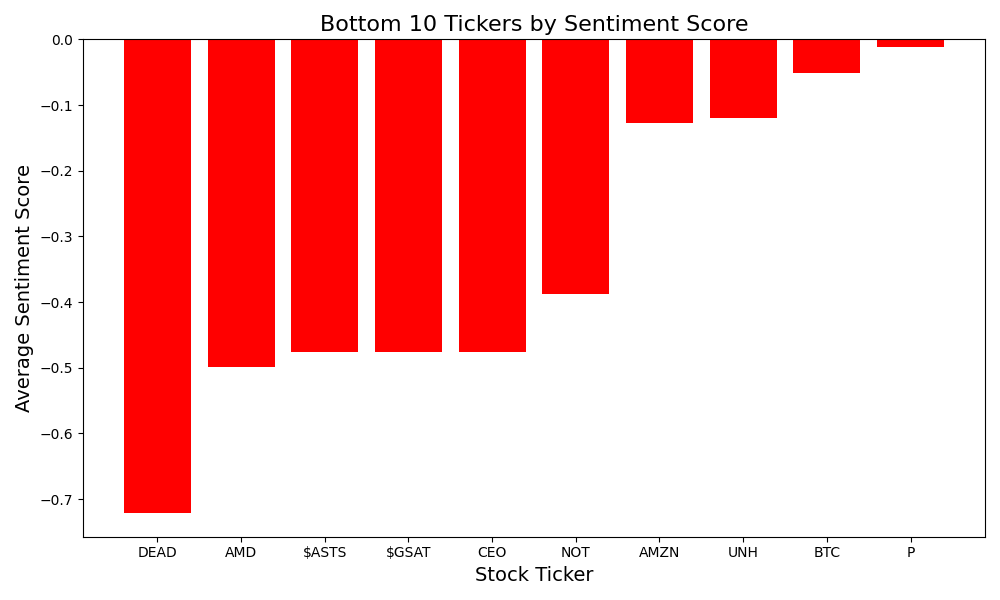 Bottom 10 Tickers by Sentiment Score
0.0
−0.1
−0.2
−0.3
−0.4
−0.5
−0.6
−0.7
Average Sentiment Score
DEAD AMD $ASTS $GSAT CEO NOT AMZN UNH BTC P
Stock Ticker